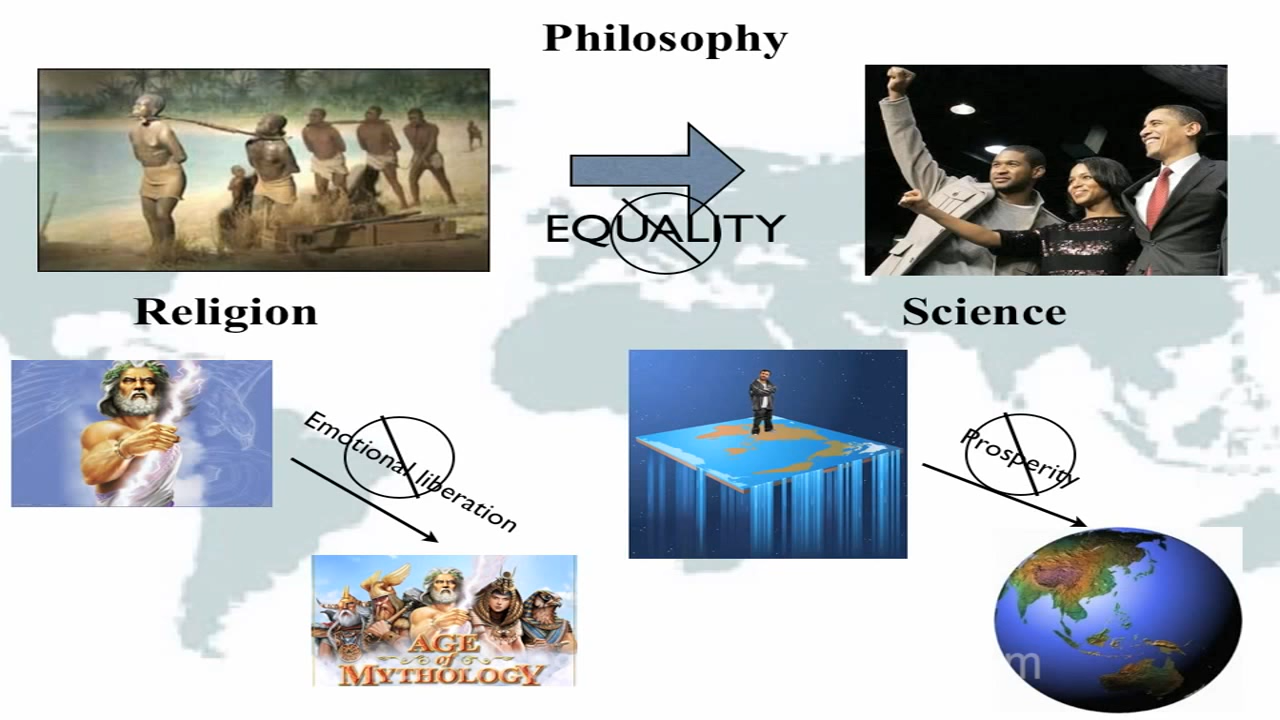 Philosophy
EQUALITY
Religion
Science
Emotional liberation
Prosperity
AGE
of
MYTHOLOGY
m